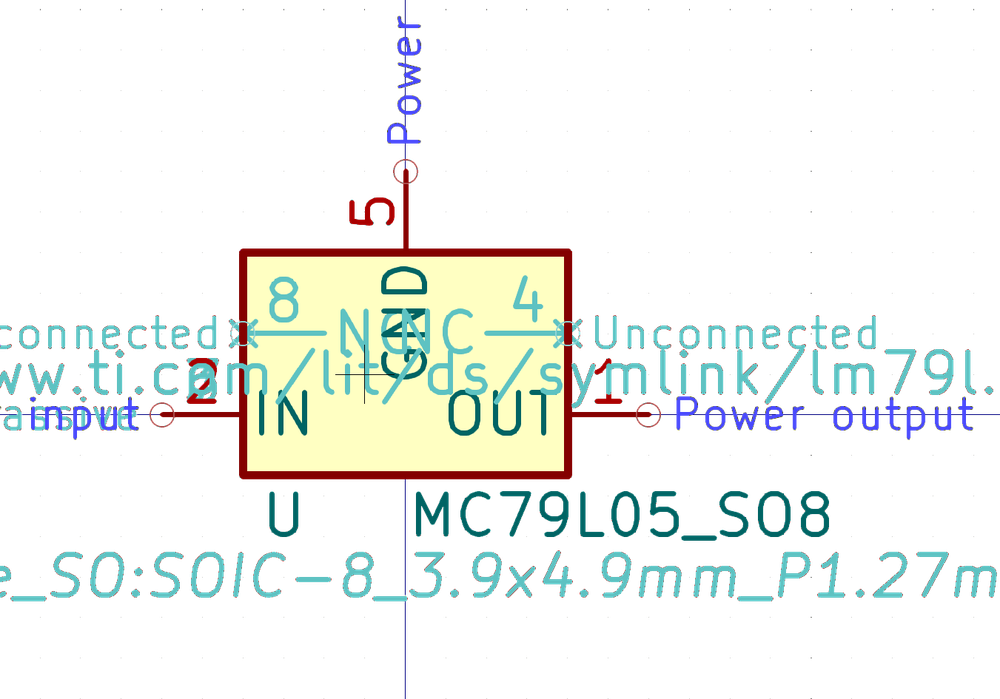 Power
5
GND
8 NC NC 4
connected Unconnected
ww.ti.com/lit/ds/symlink/lm79l.
2 1
input IN OUT Power output
U MC79L05_SO8
e_SO:SOIC-8_3.9x4.9mm_P1.27m